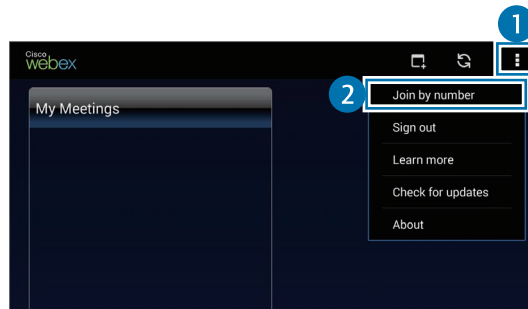 1
Cisco
webex
2
Join by number
My Meetings
Sign out
Learn more
Check for updates
About